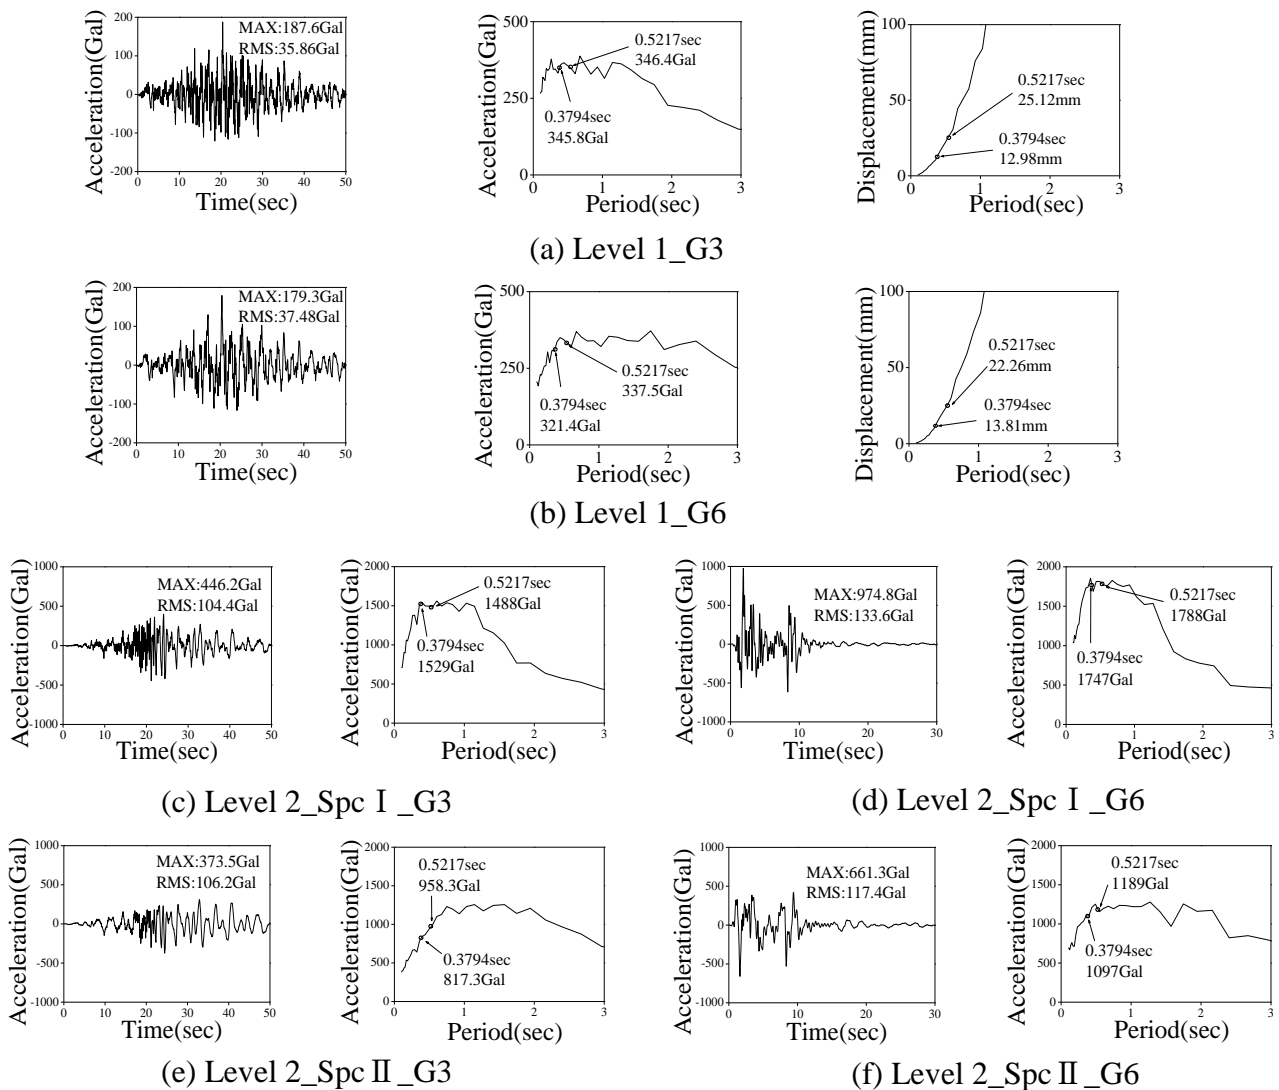 Acceleration(Gal)
200
100
0
-100
-200
MAX:187.6Gal
RMS:35.86Gal
0 10 20 30 40 50
Time(sec)
Acceleration(Gal)
500
250
0
0.5217sec
346.4Gal
0.3794sec
345.8Gal
0 1 2 3
Period(sec)
Displacement(mm)
100
50
0
0.5217sec
25.12mm
0.3794sec
12.98mm
0 1 2 3
Period(sec)
(a) Level 1_G3
Acceleration(Gal)
200
100
0
-100
-200
MAX:179.3Gal
RMS:37.48Gal
0 10 20 30 40 50
Time(sec)
Acceleration(Gal)
500
250
0
0.5217sec
337.5Gal
0.3794sec
321.4Gal
0 1 2 3
Period(sec)
Displacement(mm)
100
50
0
0.5217sec
22.26mm
0.3794sec
13.81mm
0 1 2 3
Period(sec)
(b) Level 1_G6
Acceleration(Gal)
1000
500
0
-500
-1000
MAX:446.2Gal
RMS:104.4Gal
0 10 20 30 40 50
Time(sec)
Acceleration(Gal)
2000
1500
1000
500
0
0.5217sec
1488Gal
0.3794sec
1529Gal
0 1 2 3
Period(sec)
(c) Level 2_Spc Ⅰ_G3
Acceleration(Gal)
1000
500
0
-500
-1000
MAX:974.8Gal
RMS:133.6Gal
0 10 20 30
Time(sec)
Acceleration(Gal)
2000
1500
1000
500
0
0.5217sec
1788Gal
0.3794sec
1747Gal
0 1 2 3
Period(sec)
(d) Level 2_Spc Ⅰ_G6
Acceleration(Gal)
1000
500
0
-500
-1000
MAX:373.5Gal
RMS:106.2Gal
0 10 20 30 40 50
Time(sec)
Acceleration(Gal)
2000
1500
1000
500
0
0.5217sec
958.3Gal
0.3794sec
817.3Gal
0 1 2 3
Period(sec)
(e) Level 2_Spc Ⅱ_G3
Acceleration(Gal)
1000
500
0
-500
-1000
MAX:661.3Gal
RMS:117.4Gal
0 10 20 30
Time(sec)
Acceleration(Gal)
2000
1500
1000
500
0
0.5217sec
1189Gal
0.3794sec
1097Gal
0 1 2 3
Period(sec)
(f) Level 2_Spc Ⅱ_G6